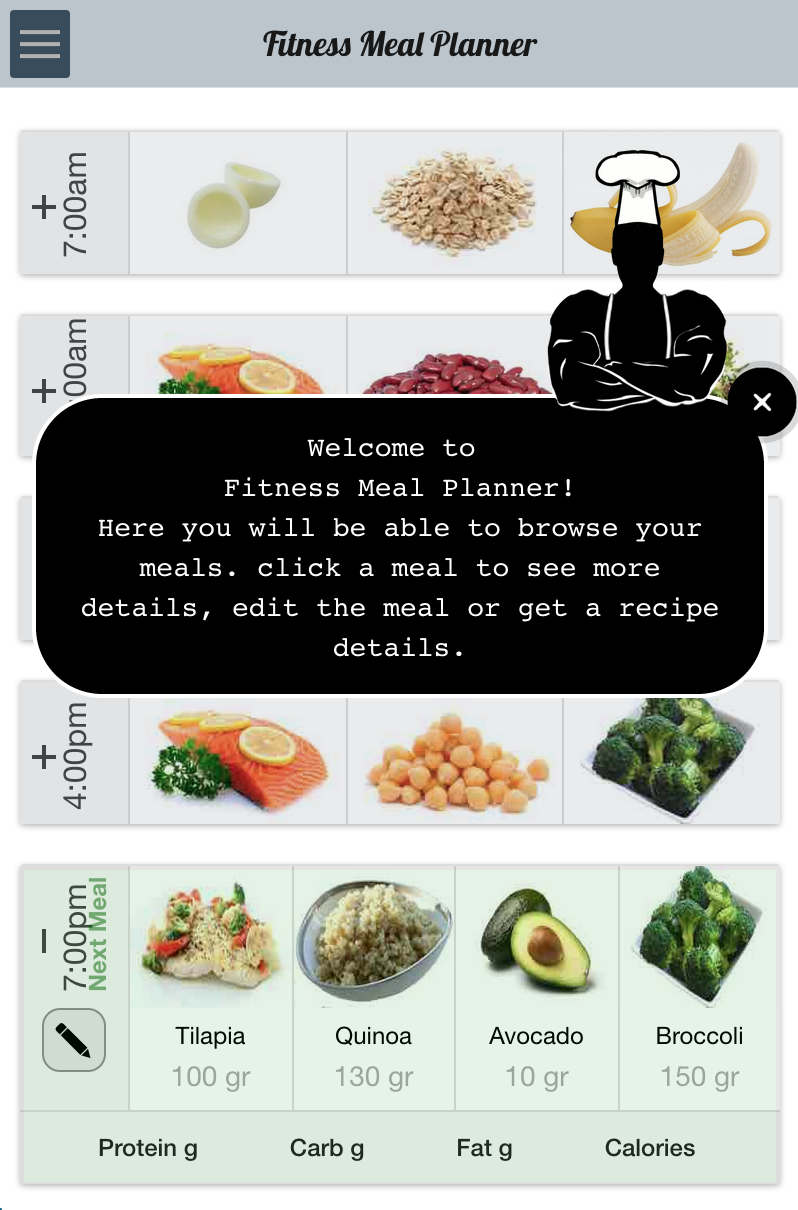 Fitness Meal Planner
+
7:00am
+
00am
×
Welcome to
Fitness Meal Planner!
Here you will be able to browse your
meals. click a meal to see more
details, edit the meal or get a recipe
details.
+
4:00pm
−
7:00pm
Next Meal
Tilapia
Quinoa
Avocado
Broccoli
100 gr
130 gr
10 gr
150 gr
Protein g
Carb g
Fat g
Calories